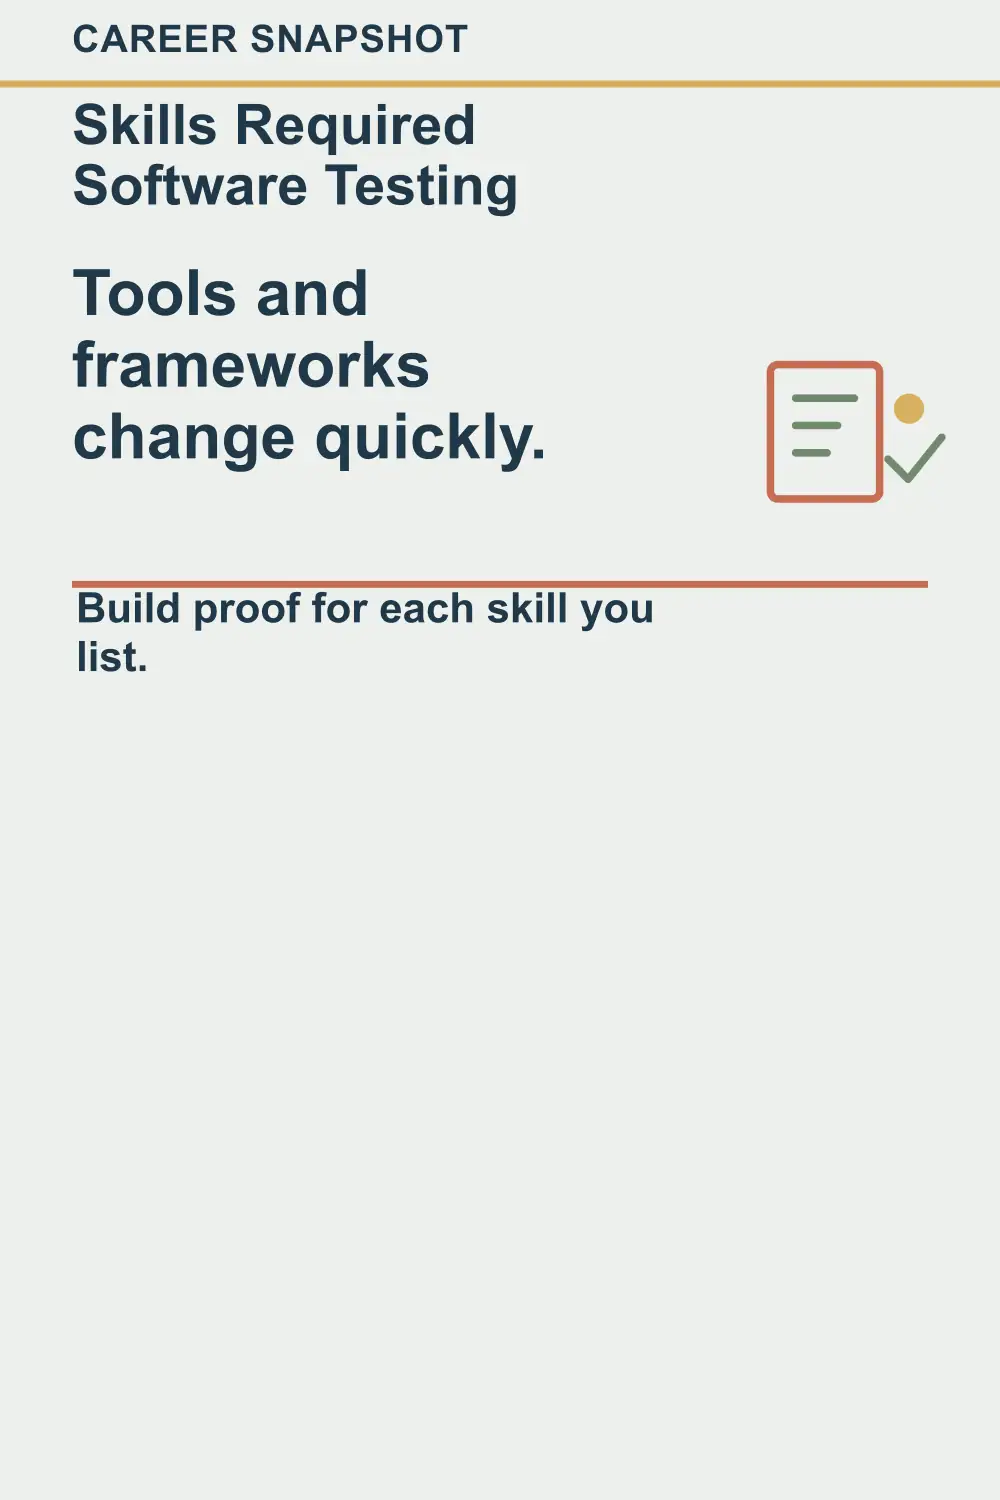 CAREER SNAPSHOT
Skills Required
Software Testing
Tools and
frameworks
change quickly.
Build proof for each skill you
list.